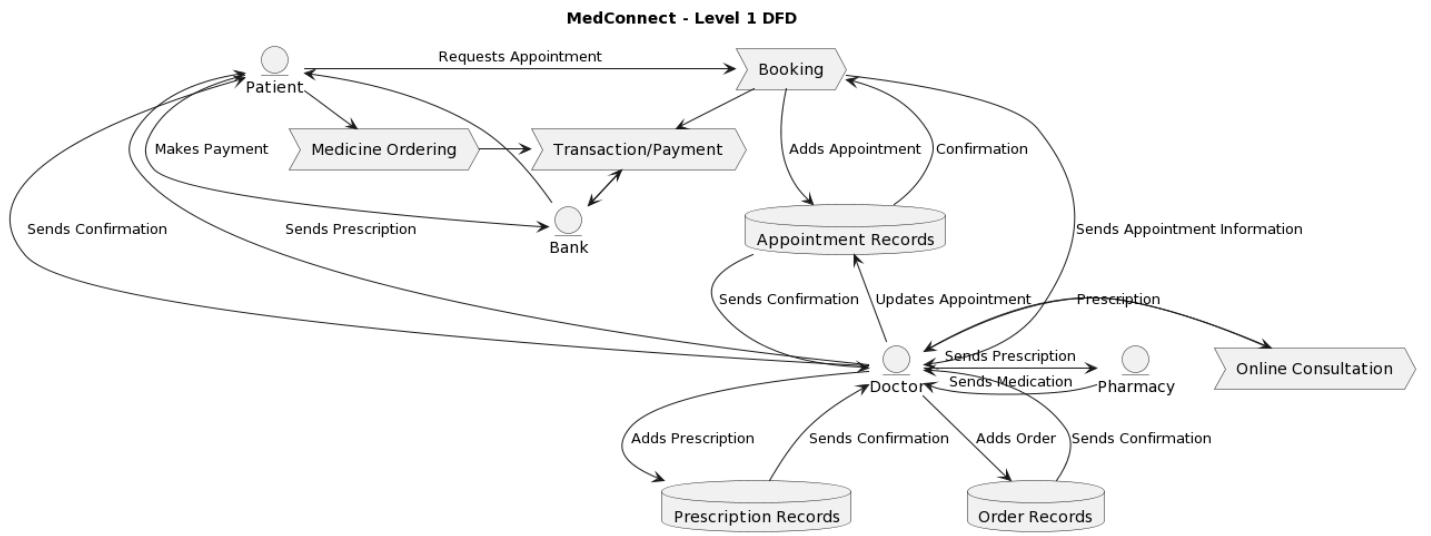 MedConnect - Level 1 DFD
Requests Appointment
Booking
Patient
Makes Payment
Medicine Ordering
Transaction/Payment
Adds Appointment
Confirmation
Sends Confirmation
Sends Prescription
Bank
Appointment Records
Sends Appointment Information
Sends Confirmation
Updates Appointment
Prescription
Sends Prescription
Online Consultation
Sends Medication
Doctor
Pharmacy
Adds Prescription
Sends Confirmation
Adds Order
Sends Confirmation
Prescription Records
Order Records